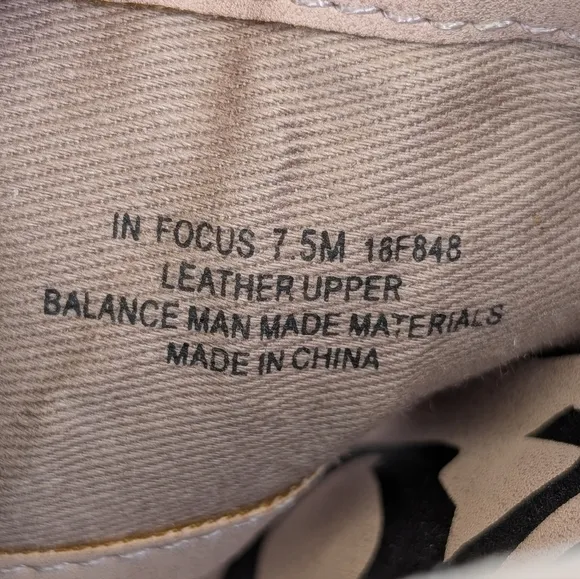 IN FOCUS 7.5M 18F848
LEATHER UPPER
BALANCE MAN MADE MATERIALS
MADE IN CHINA